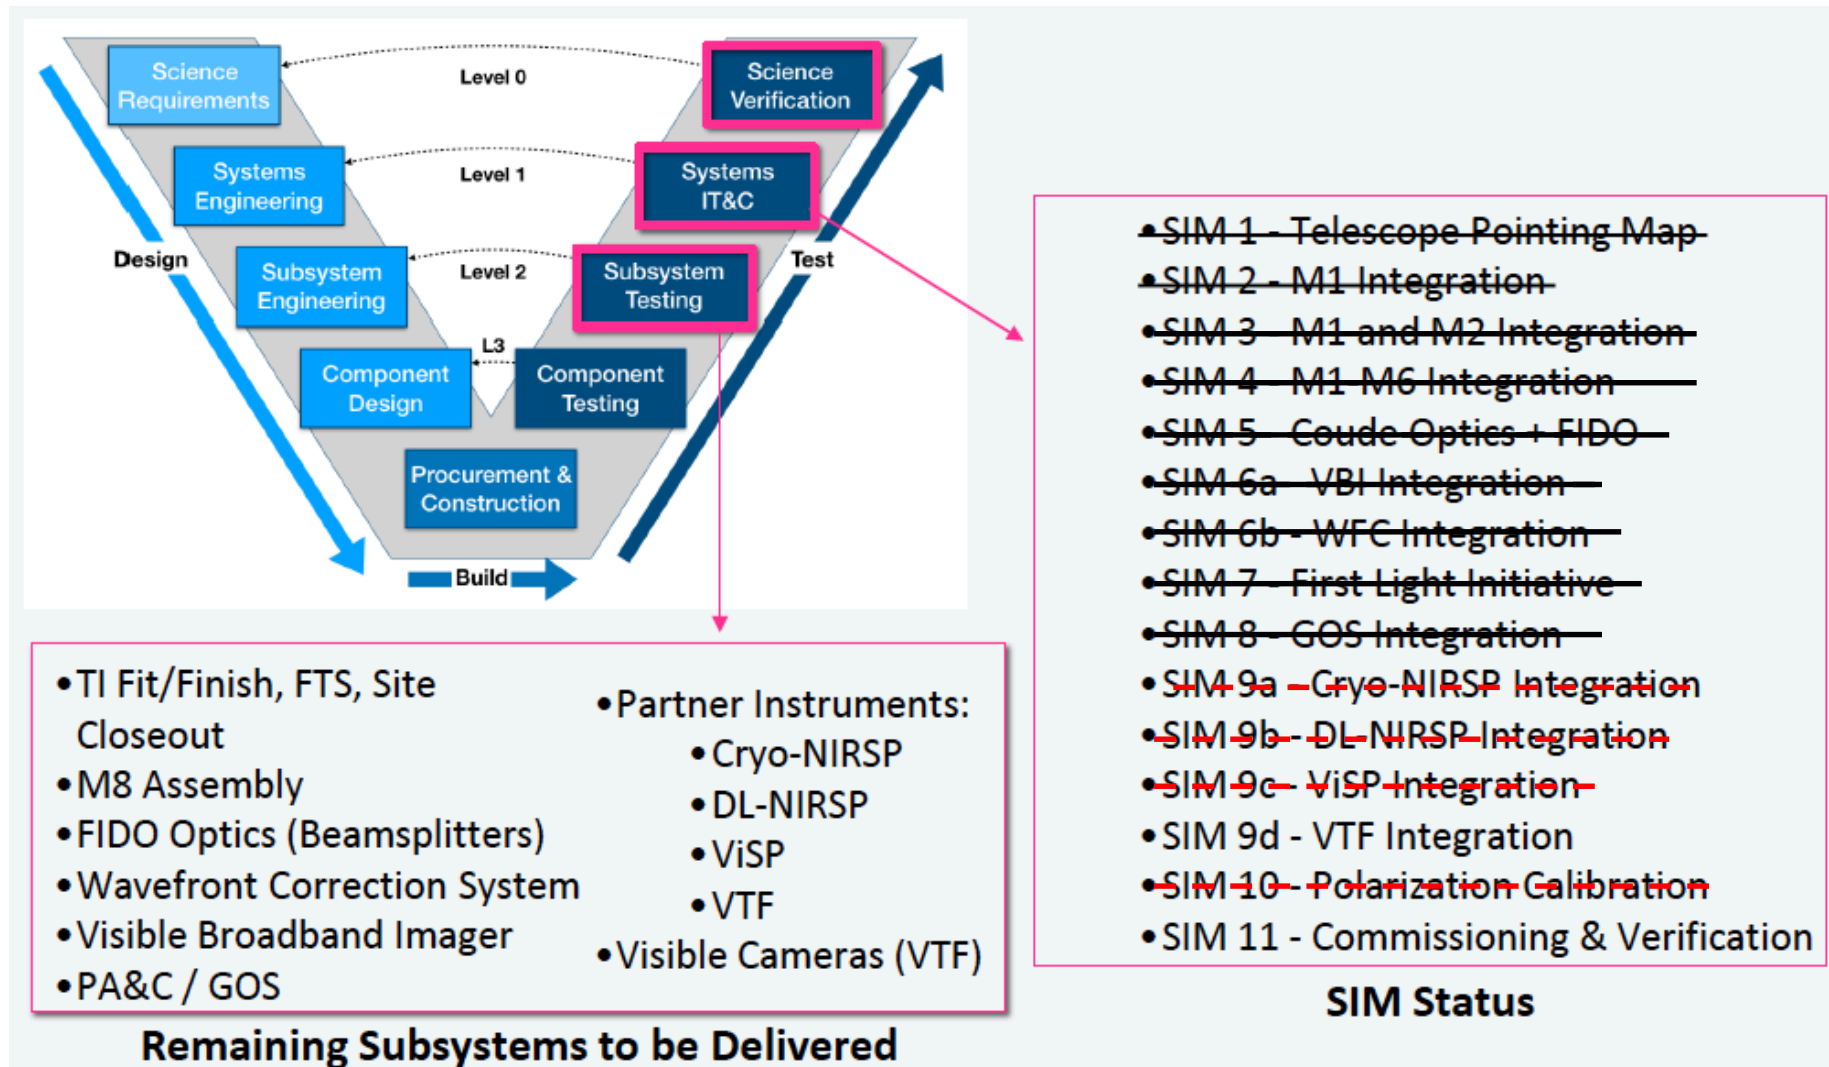 Science
Requirements
Level 0
Science
Verification
Systems
Engineering
Level 1
Systems
IT&C
Design
Subsystem
Engineering
Level 2
Subsystem
Testing
Test
L3
Component
Design
Component
Testing
Procurement &
Construction
Build
•TI Fit/Finish, FTS, Site
Closeout
•M8 Assembly
•FIDO Optics (Beamsplitters)
•Wavefront Correction System
•Visible Broadband Imager
•PA&C / GOS
•Partner Instruments:
•Cryo-NIRSP
•DL-NIRSP
•ViSP
•VTF
•Visible Cameras (VTF)
Remaining Subsystems to be Delivered
•SIM 1 - Telescope Pointing Map
•SIM 2 - M1 Integration
•SIM 3 - M1 and M2 Integration
•SIM 4 - M1-M6 Integration
•SIM 5 - Coude Optics + FIDO
•SIM 6a - VBI Integration
•SIM 6b - WFC Integration
•SIM 7 - First Light Initiative
•SIM 8 - GOS Integration
•SIM 9a - Cryo-NIRSP Integration
•SIM 9b - DL-NIRSP Integration
•SIM 9c - ViSP Integration
•SIM 9d - VTF Integration
•SIM 10 - Polarization Calibration
•SIM 11 - Commissioning & Verification
SIM Status